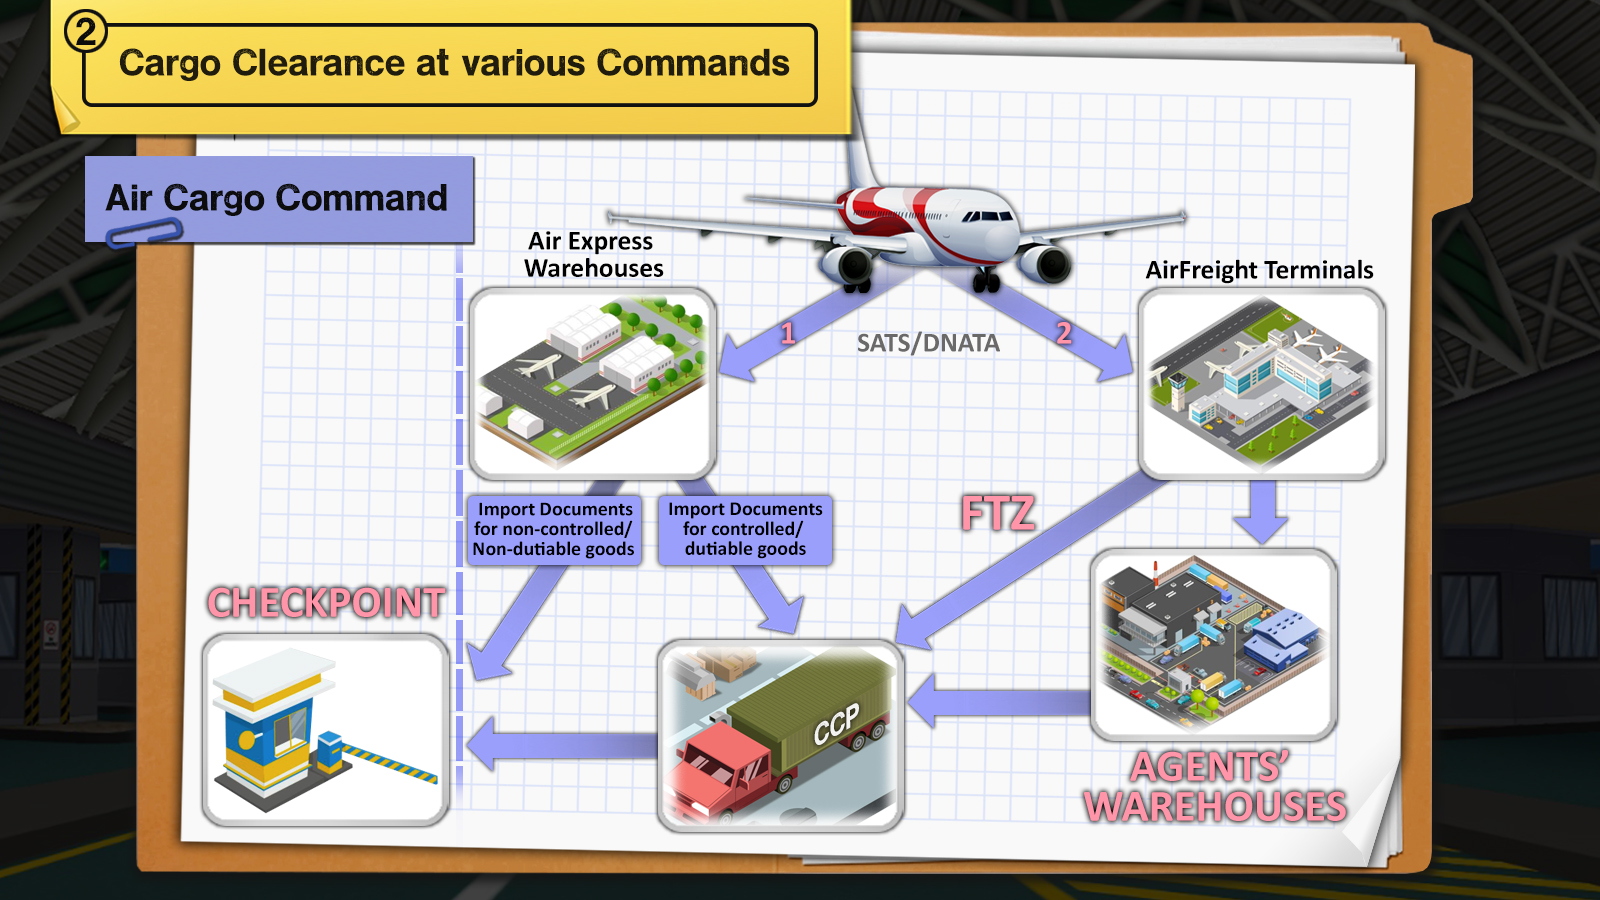 2
Cargo Clearance at various Commands
Air Cargo Command
Air Express
Warehouses
AirFreight Terminals
1
SATS/DNATA
2
Import Documents
for non-controlled/
Non-dutiable goods
Import Documents
for controlled/
dutiable goods
FTZ
CHECKPOINT
CCP
AGENTS’
WAREHOUSES